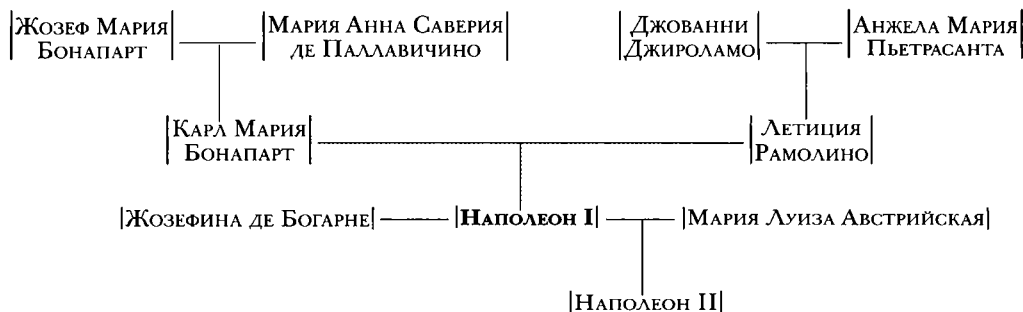 Жозеф Мария
Бонапарт
Мария Анна Саверия
де Паллавичино
Джованни
Джироламо
Анжела Мария
Пьетрасанта
Карл Мария
Бонапарт
Летиция
Рамолино
Жозефина де Богарне
Наполеон I
Мария Луиза Австрийская
Наполеон II